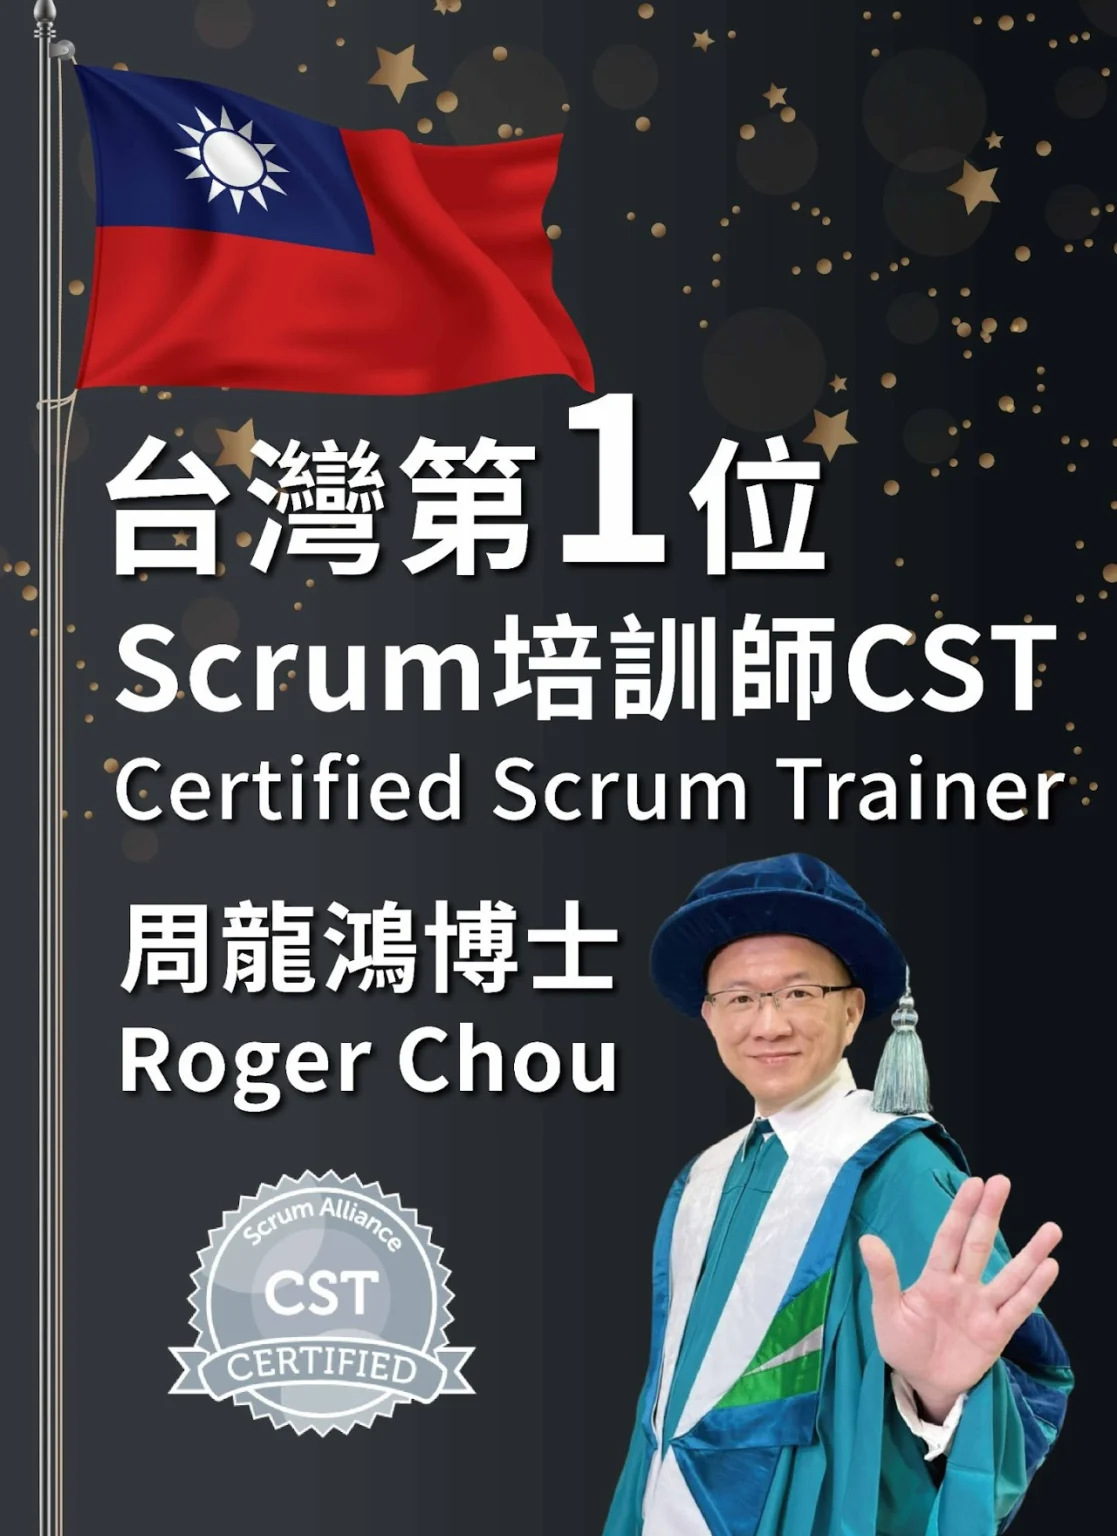 台灣第1位
Scrum培訓師CST
Certified Scrum Trainer
周龍鴻博士
Roger Chou
Scrum Alliance
CST
CERTIFIED